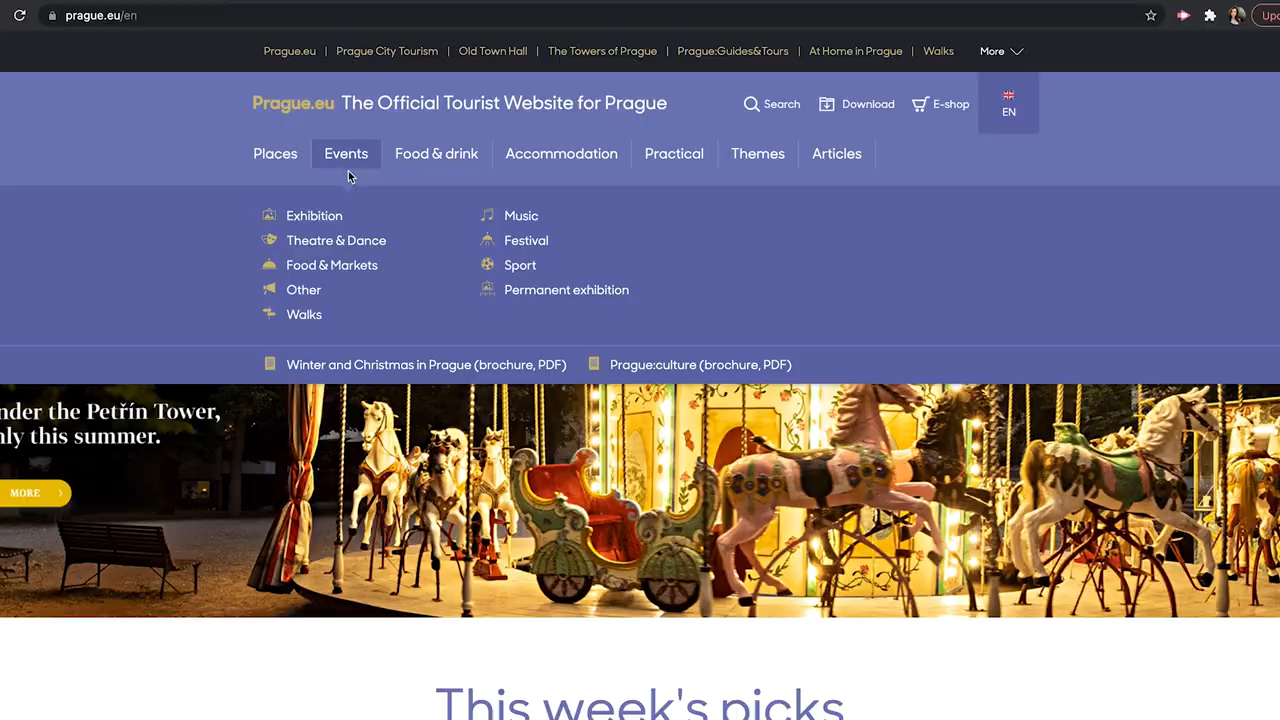 prague.eu/en
Prague.eu | Prague City Tourism | Old Town Hall | The Towers of Prague | Prague:Guides&Tours | At Home in Prague | Walks More
Prague.eu The Official Tourist Website for Prague
Search Download E-shop EN
Places Events Food & drink Accommodation Practical Themes Articles
Exhibition Music
Theatre & Dance Festival
Food & Markets Sport
Other Permanent exhibition
Walks
Winter and Christmas in Prague (brochure, PDF) Prague:culture (brochure, PDF)
the Petřín Tower,
this summer.
MORE
This week's picks